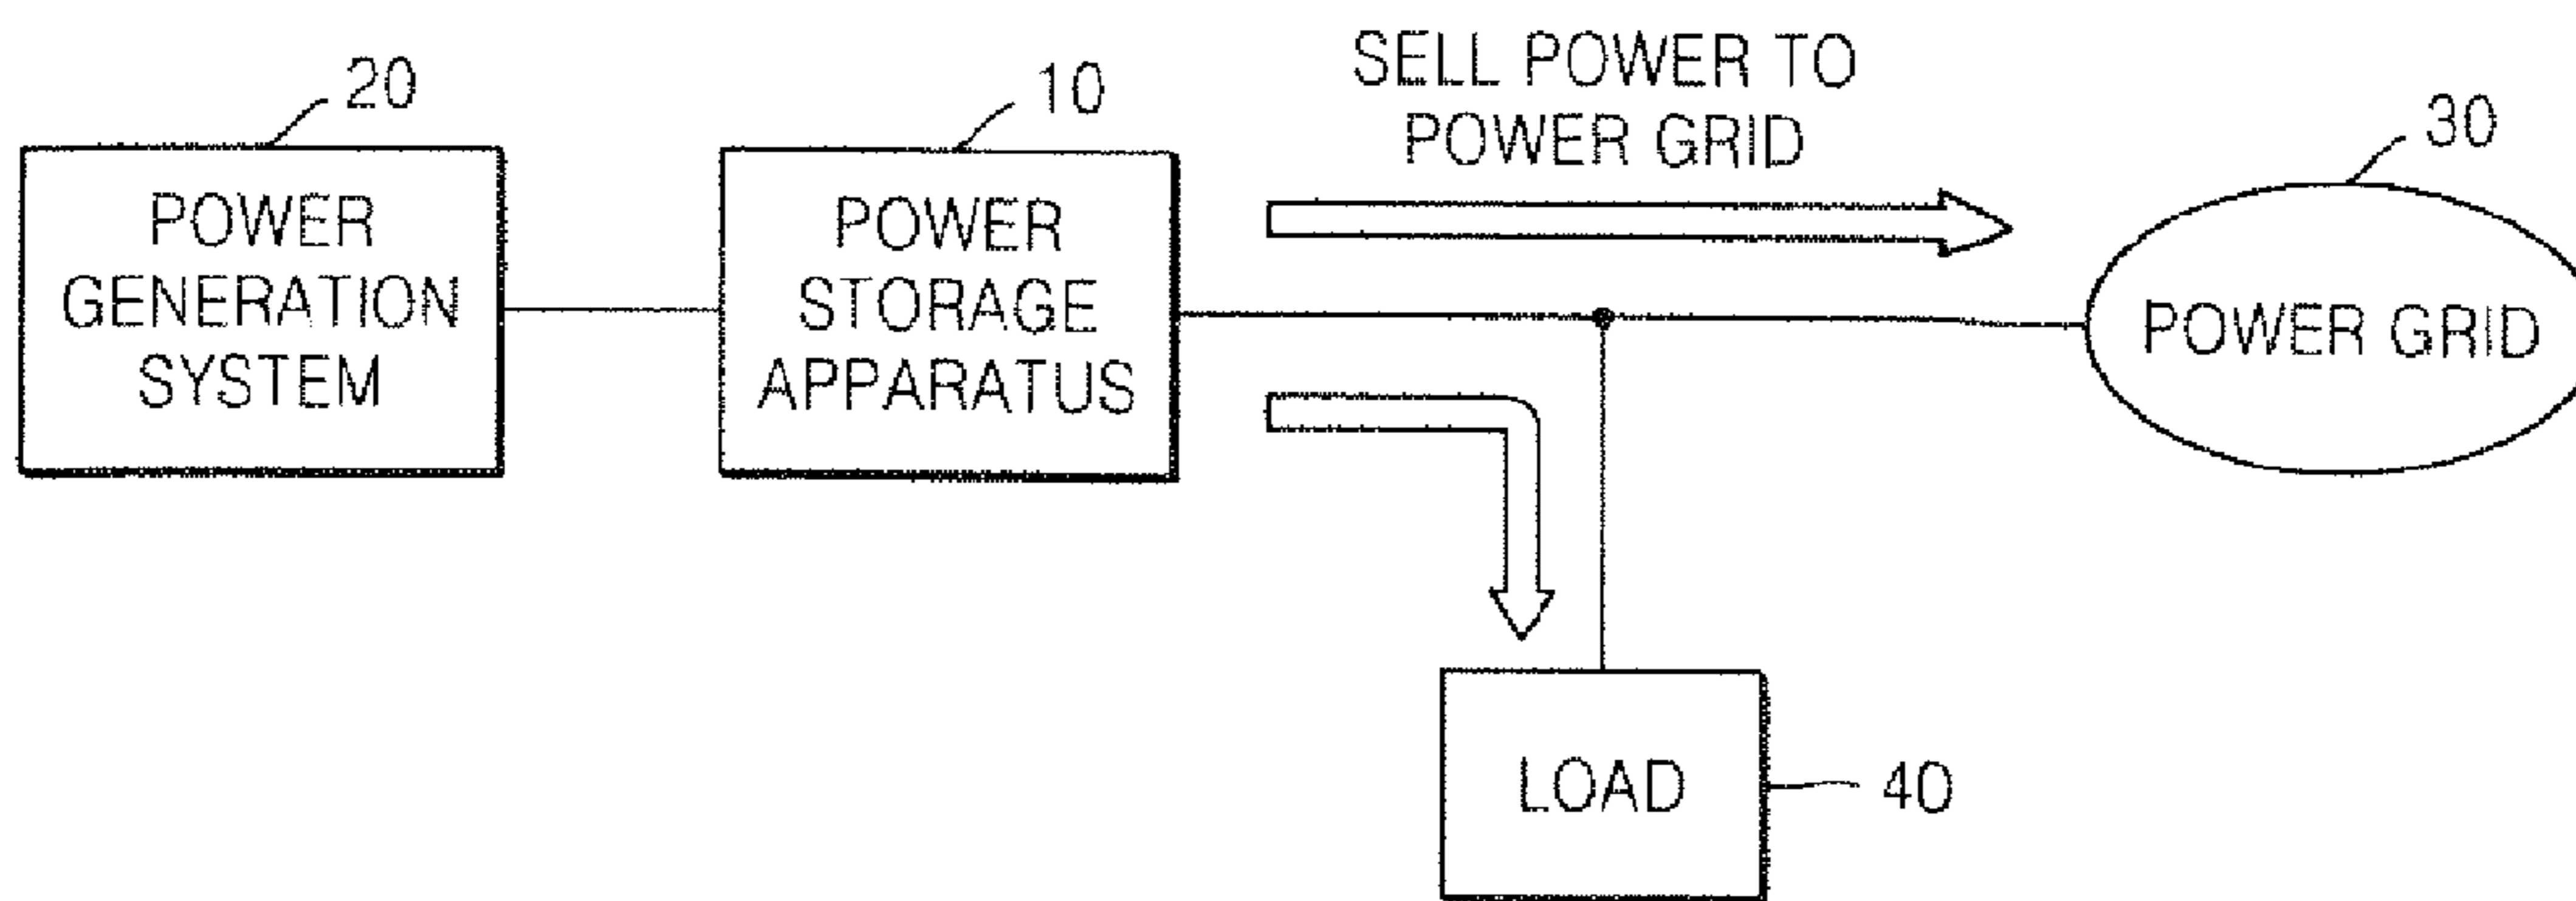 20
POWER
GENERATION
SYSTEM
10
POWER
STORAGE
APPARATUS
SELL POWER TO
POWER GRID
30
POWER GRID
LOAD
40